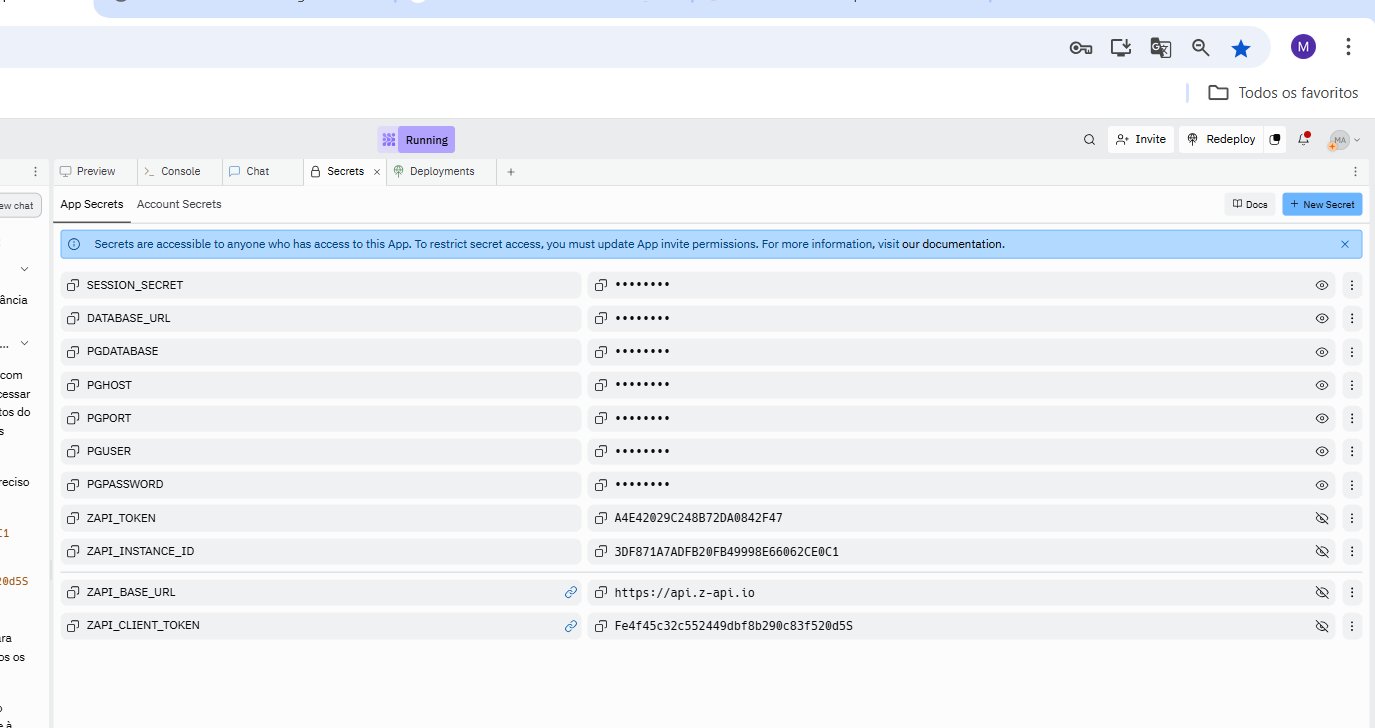 M
Todos os favoritos
Running
Invite
Redeploy
MA
Preview
Console
Chat
Secrets
Deployments
ew chat
App Secrets
Account Secrets
Docs
New Secret
Secrets are accessible to anyone who has access to this App. To restrict secret access, you must update App invite permissions. For more information, visit our documentation.
SESSION_SECRET ••••••••
DATABASE_URL ••••••••
ância
PGDATABASE ••••••••
...
com
PGHOST ••••••••
cessar
tos do
PGPORT ••••••••
s
PGUSER ••••••••
reciso
PGPASSWORD ••••••••
ZAPI_TOKEN A4E42029C248B72DA0842F47
C1
ZAPI_INSTANCE_ID 3DF871A7ADFB20FB49998E66062CE0C1
20d5S
ZAPI_BASE_URL https://api.z-api.io
ZAPI_CLIENT_TOKEN Fe4f45c32c552449dbf8b290c83f520d5S
ara
os os
e à